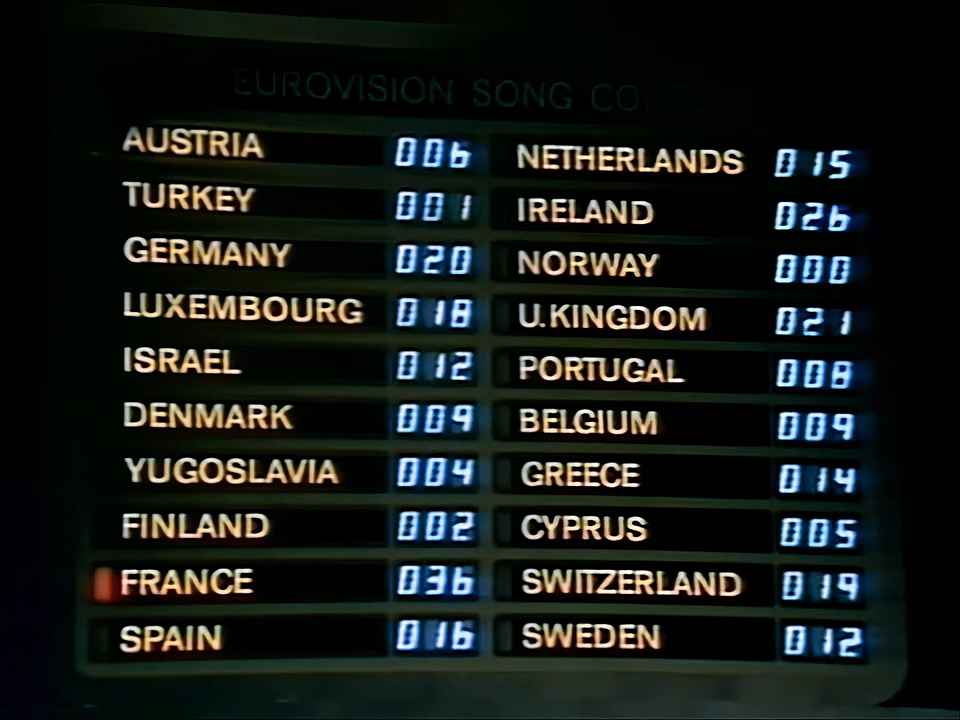 EUROVISION SONG
AUSTRIA 006 NETHERLANDS 015
TURKEY 001 IRELAND 026
GERMANY 020 NORWAY 000
LUXEMBOURG 018 U.KINGDOM 021
ISRAEL 012 PORTUGAL 008
DENMARK 009 BELGIUM 009
YUGOSLAVIA 004 GREECE 014
FINLAND 002 CYPRUS 005
FRANCE 036 SWITZERLAND 019
SPAIN 016 SWEDEN 012